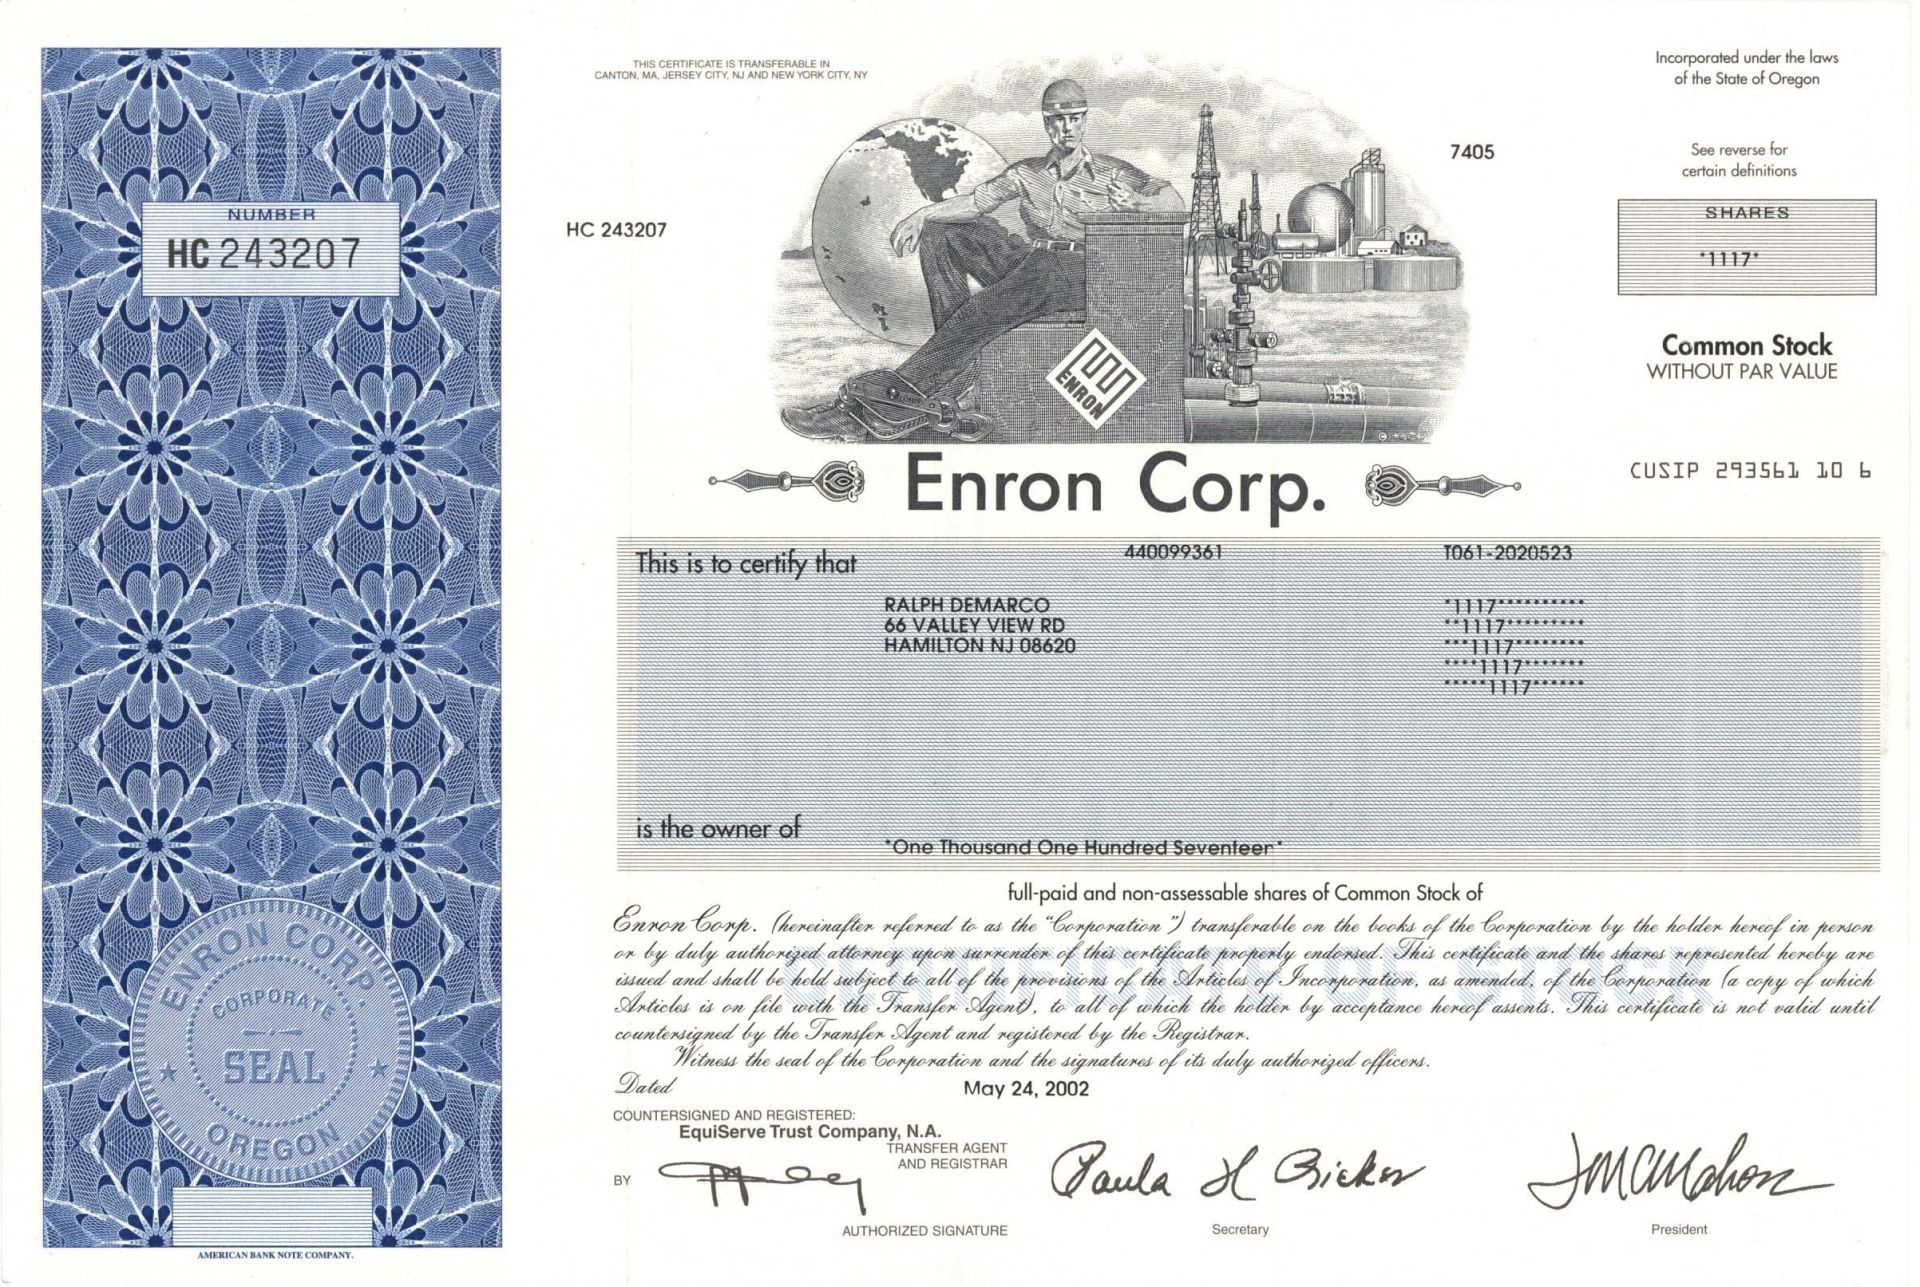 THIS CERTIFICATE IS TRANSFERABLE IN
CANTON, MA, JERSEY CITY, NJ AND NEW YORK CITY, NY
Incorporated under the laws
of the State of Oregon
7405
See reverse for
certain definitions
NUMBER
HC 243207
HC 243207
SHARES
*1117*
ENRON
Common Stock
WITHOUT PAR VALUE
CUSIP 293561 10 6
Enron Corp.
This is to certify that
440099361
T061-2020523
RALPH DEMARCO
66 VALLEY VIEW RD
HAMILTON NJ 08620
*1117**********
**1117*********
***1117********
****1117*******
*****1117******
is the owner of
*One Thousand One Hundred Seventeen*
full-paid and non-assessable shares of Common Stock of
CERTIFICATE OF STOCK
Enron Corp. (hereinafter referred to as the "Corporation") transferable on the books of the Corporation by the holder hereof in person
or by duly authorized attorney upon surrender of this certificate properly endorsed. This certificate and the shares represented hereby are
issued and shall be held subject to all of the provisions of the Articles of Incorporation, as amended, of the Corporation (a copy of which
Articles is on file with the Transfer Agent), to all of which the holder by acceptance hereof assents. This certificate is not valid until
countersigned by the Transfer Agent and registered by the Registrar.
Witness the seal of the Corporation and the signatures of its duly authorized officers.
Dated May 24, 2002
COUNTERSIGNED AND REGISTERED:
EquiServe Trust Company, N.A.
TRANSFER AGENT
AND REGISTRAR
BY
AUTHORIZED SIGNATURE
Paula H Rieker
Secretary
JM McMahon
President
ENRON CORP.
CORPORATE
SEAL
OREGON
AMERICAN BANK NOTE COMPANY.